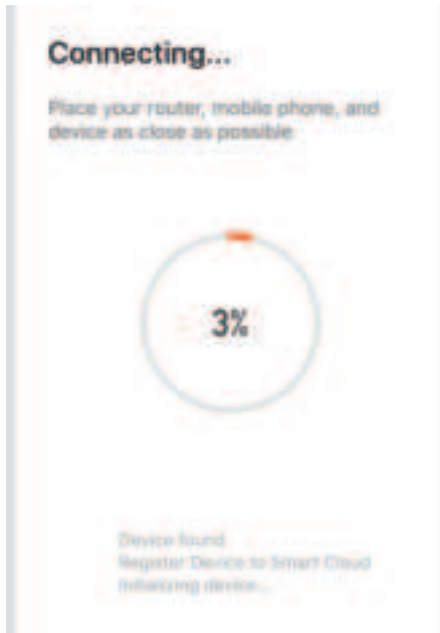 Connecting...
Place your router, mobile phone, and
device as close as possible
3%
Device found
Register Device to Smart Cloud
Initializing device...